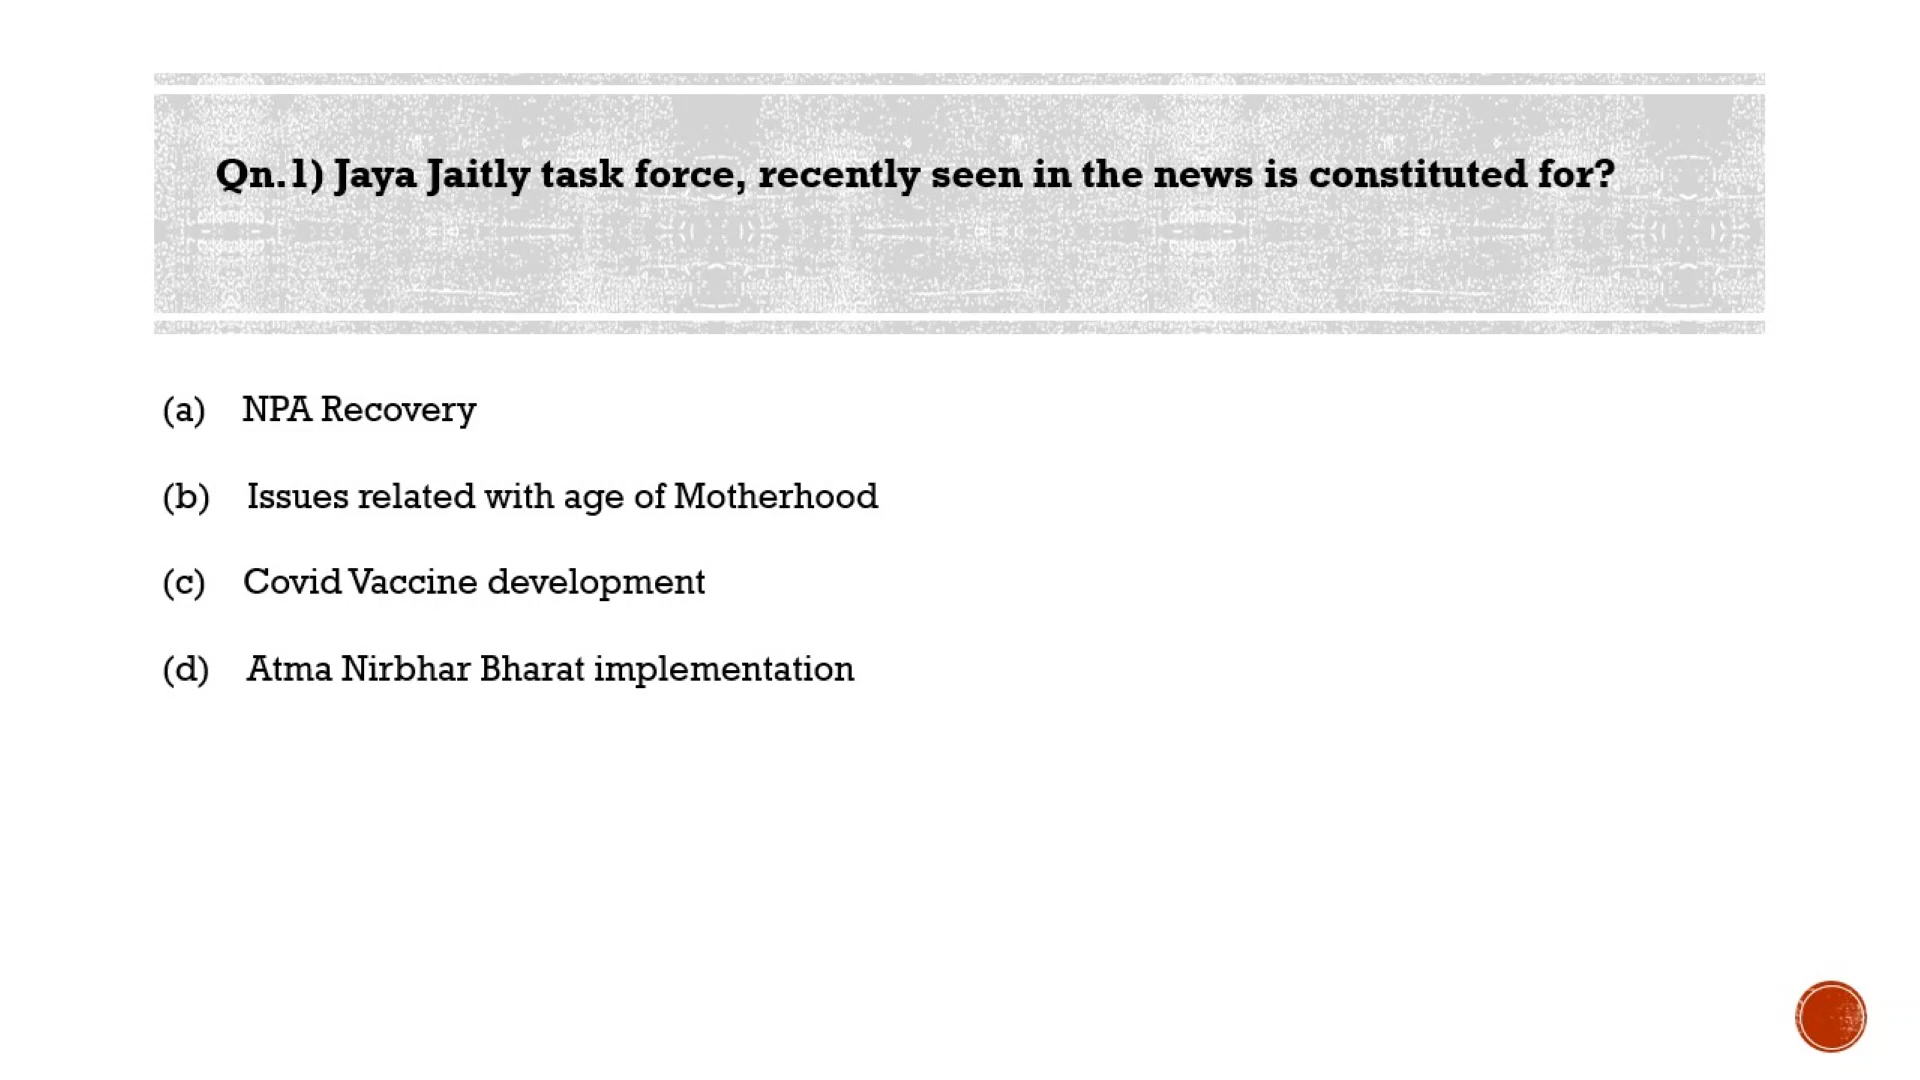 Qn.1) Jaya Jaitly task force, recently seen in the news is constituted for?
(a) NPA Recovery
(b) Issues related with age of Motherhood
(c) Covid Vaccine development
(d) Atma Nirbhar Bharat implementation